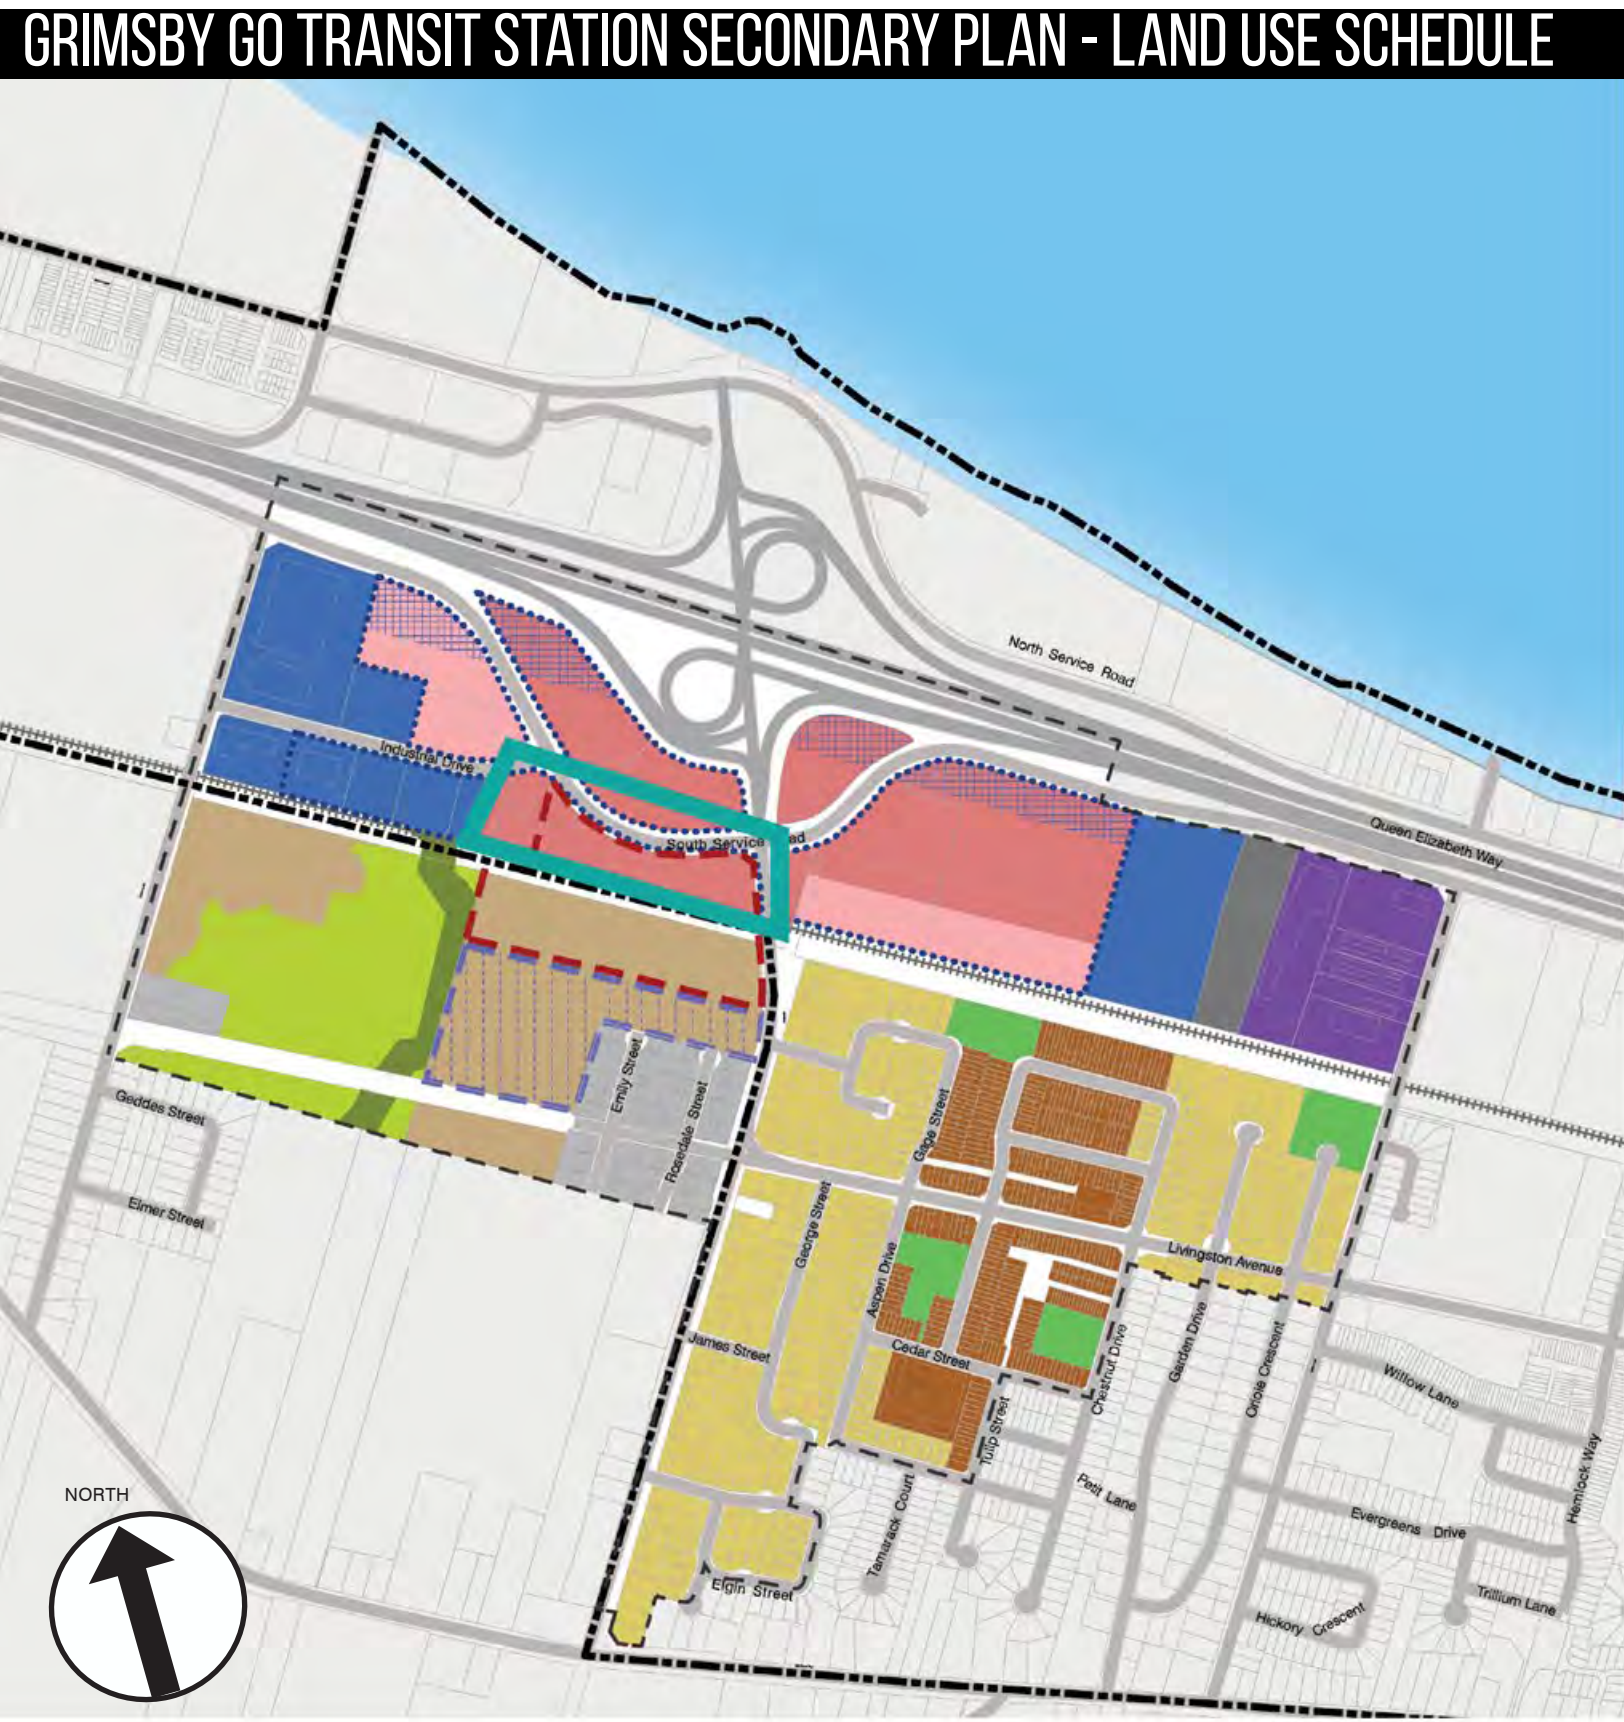 GRIMSBY GO TRANSIT STATION SECONDARY PLAN - LAND USE SCHEDULE
North Service Road
Industrial Drive
South Service
ad
Queen Elizabeth Way
Emily Street
Rosedale Street
Gage Street
Geddes Street
Elmer Street
George Street
Aspen Drive
Livingston Avenue
James Street
Cedar Street
Chestnut Drive
Garden Drive
Oriole Crescent
Willow Lane
Tulip Street
Petit Lane
Tamarack Court
Evergreens Drive
Hemlock Way
Elgin Street
Trillium Lane
Hickory Crescent
NORTH